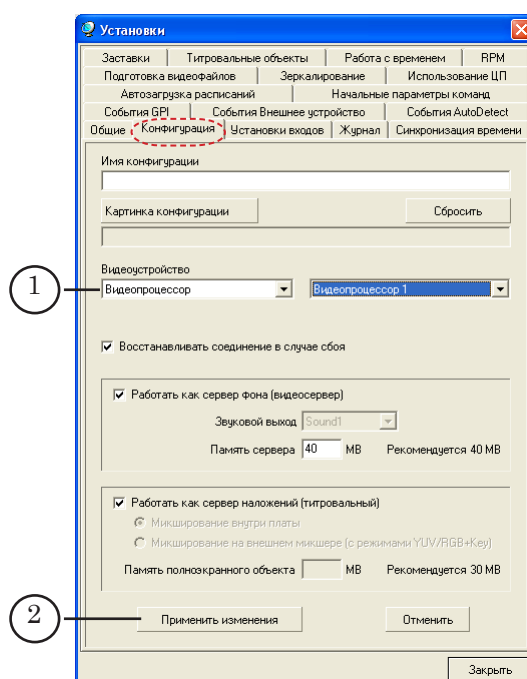 Установки
Заставки Титровальные объекты Работа с временем RPM
Подготовка видеофайлов Зеркалирование Использование ЦП
Автозагрузка расписаний Начальные параметры команд
События GPI События Внешнее устройство События AutoDetect
Общие Конфигурация Установки входов Журнал Синхронизация времени
Имя конфигурации
Картинка конфигурации Сбросить
Видеоустройство
1 Видеопроцессор Видеопроцессор 1
Восстанавливать соединение в случае сбоя
Работать как сервер фона (видеосервер)
Звуковой выход Sound1
Память сервера 40 MB Рекомендуется 40 MB
Работать как сервер наложений (титровальный)
Микширование внутри платы
Микширование на внешнем микшере (с режимами YUV/RGB+Key)
Память полноэкранного объекта MB Рекомендуется 30 MB
2 Применить изменения Отменить
Закрыть